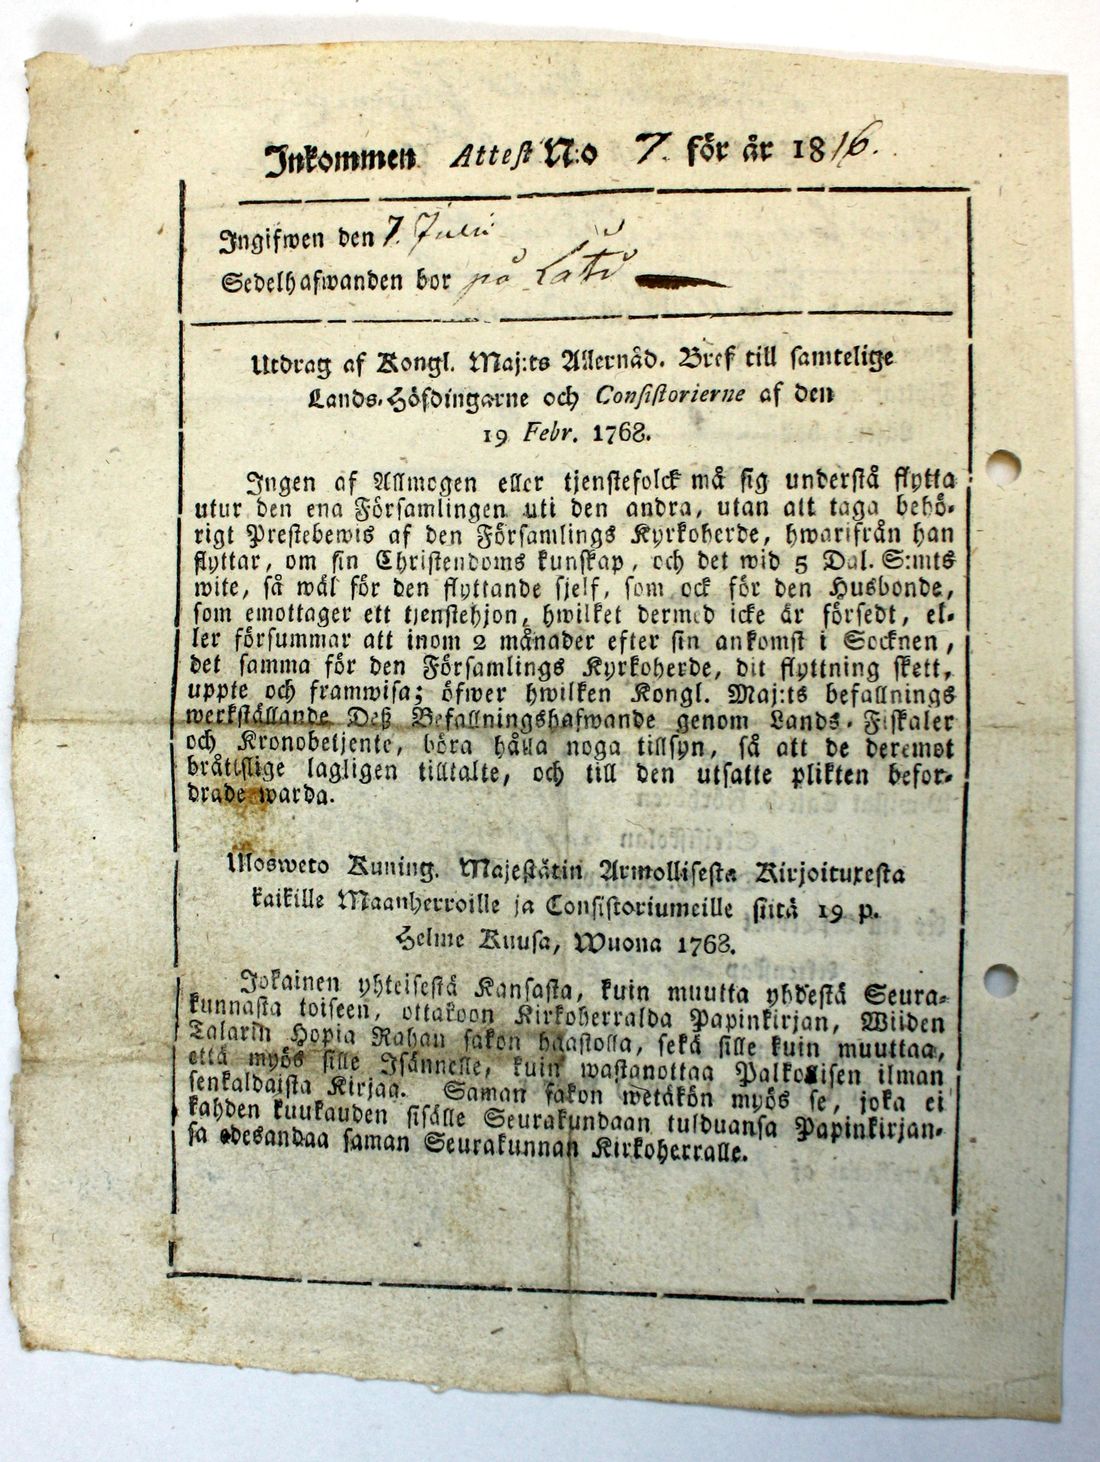 Inkommen Attest N:o 7. för år 1816.
Ingifwen den 7. Julii
Sedelhafwanden bor på
Utdrag af Kongl. Maj:ts Allernåd. Bref till samtelige
Lands-Höfdingarne och Consistorierne af den
19 Febr. 1768.
Ingen af Allmogen eller tjenstefolck må sig understå flytta
utur den ena Församlingen uti den andra, utan att taga behö-
rigt Prestebewis af den Församlings Kyrkoherde, hwarifrån han
flyttar, om sin Christendoms kunskap, och det wid 5 Dal. S:mts
wite, så wäl för den flyttande sjelf, som ock för den Husbonde,
som emottager ett tjenstehjon, hwilket dermed icke är försedt, el-
ler försummar att inom 2 månader efter sin ankomst i Socknen,
det samma för den Församlings Kyrkoherde, dit flyttning skett,
uppte och framwisa; öfwer hwilken Kongl. Maj:ts befallnings
werkställande Deß Befallningshafwande genom Lands-Fiskaler
och Kronobetjente, böra hålla noga tillsyn, så att de deremot
bråttslige lagligen tilltalte, och till den utsatte plikten befor-
drade warda.
Ulosweto Kuning. Majestätin Armollisesta Kirjoituxesta
kaikille Maanherroille ja Consistoriumeille siitä 19 p.
Helme Kuusa, Wuona 1768.
Jokainen yhteisestä Kansasta, kuin muutta yhdestä Seura-
kunnasta toiseen, ottakoon Kirkoherralda Papinkirjan, Wiiden
Talarin Hopia Rahan sakon haastolla, sekä sille kuin muuttaa,
että myös sille Isännelle, kuin wastanottaa Palkolisen ilman
senkaldaista Kirjaa. Saman sakon wetäkön myös se, joka ei
kahden kuukauden sisälle Seurakundaan tulduansa Papinkirjan-
sa edesandaa saman Seurakunnan Kirkoherralle.